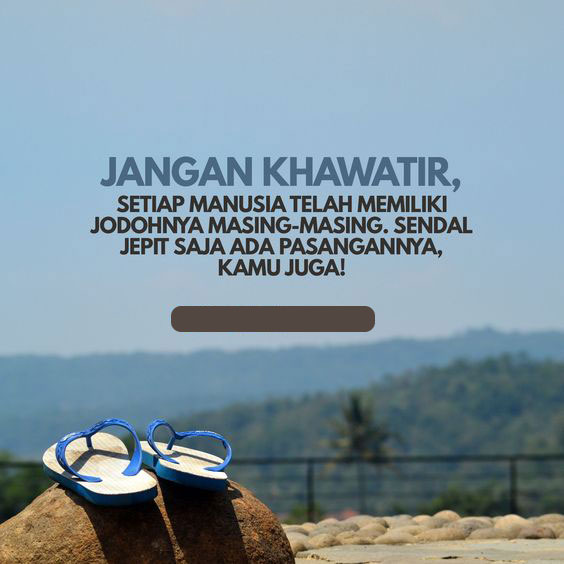 JANGAN KHAWATIR,
SETIAP MANUSIA TELAH MEMILIKI
JODOHNYA MASING-MASING. SENDAL
JEPIT SAJA ADA PASANGANNYA,
KAMU JUGA!